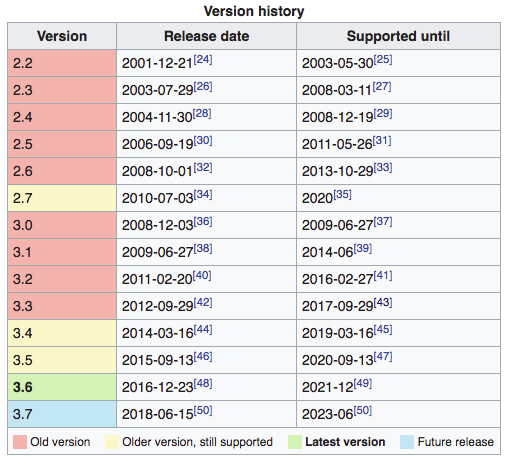 Version history
Version Release date Supported until
2.2 2001-12-21[24] 2003-05-30[25]
2.3 2003-07-29[26] 2008-03-11[27]
2.4 2004-11-30[28] 2008-12-19[29]
2.5 2006-09-19[30] 2011-05-26[31]
2.6 2008-10-01[32] 2013-10-29[33]
2.7 2010-07-03[34] 2020[35]
3.0 2008-12-03[36] 2009-06-27[37]
3.1 2009-06-27[38] 2014-06[39]
3.2 2011-02-20[40] 2016-02-27[41]
3.3 2012-09-29[42] 2017-09-29[43]
3.4 2014-03-16[44] 2019-03-16[45]
3.5 2015-09-13[46] 2020-09-13[47]
3.6 2016-12-23[48] 2021-12[49]
3.7 2018-06-15[50] 2023-06[50]
Old version Older version, still supported Latest version Future release